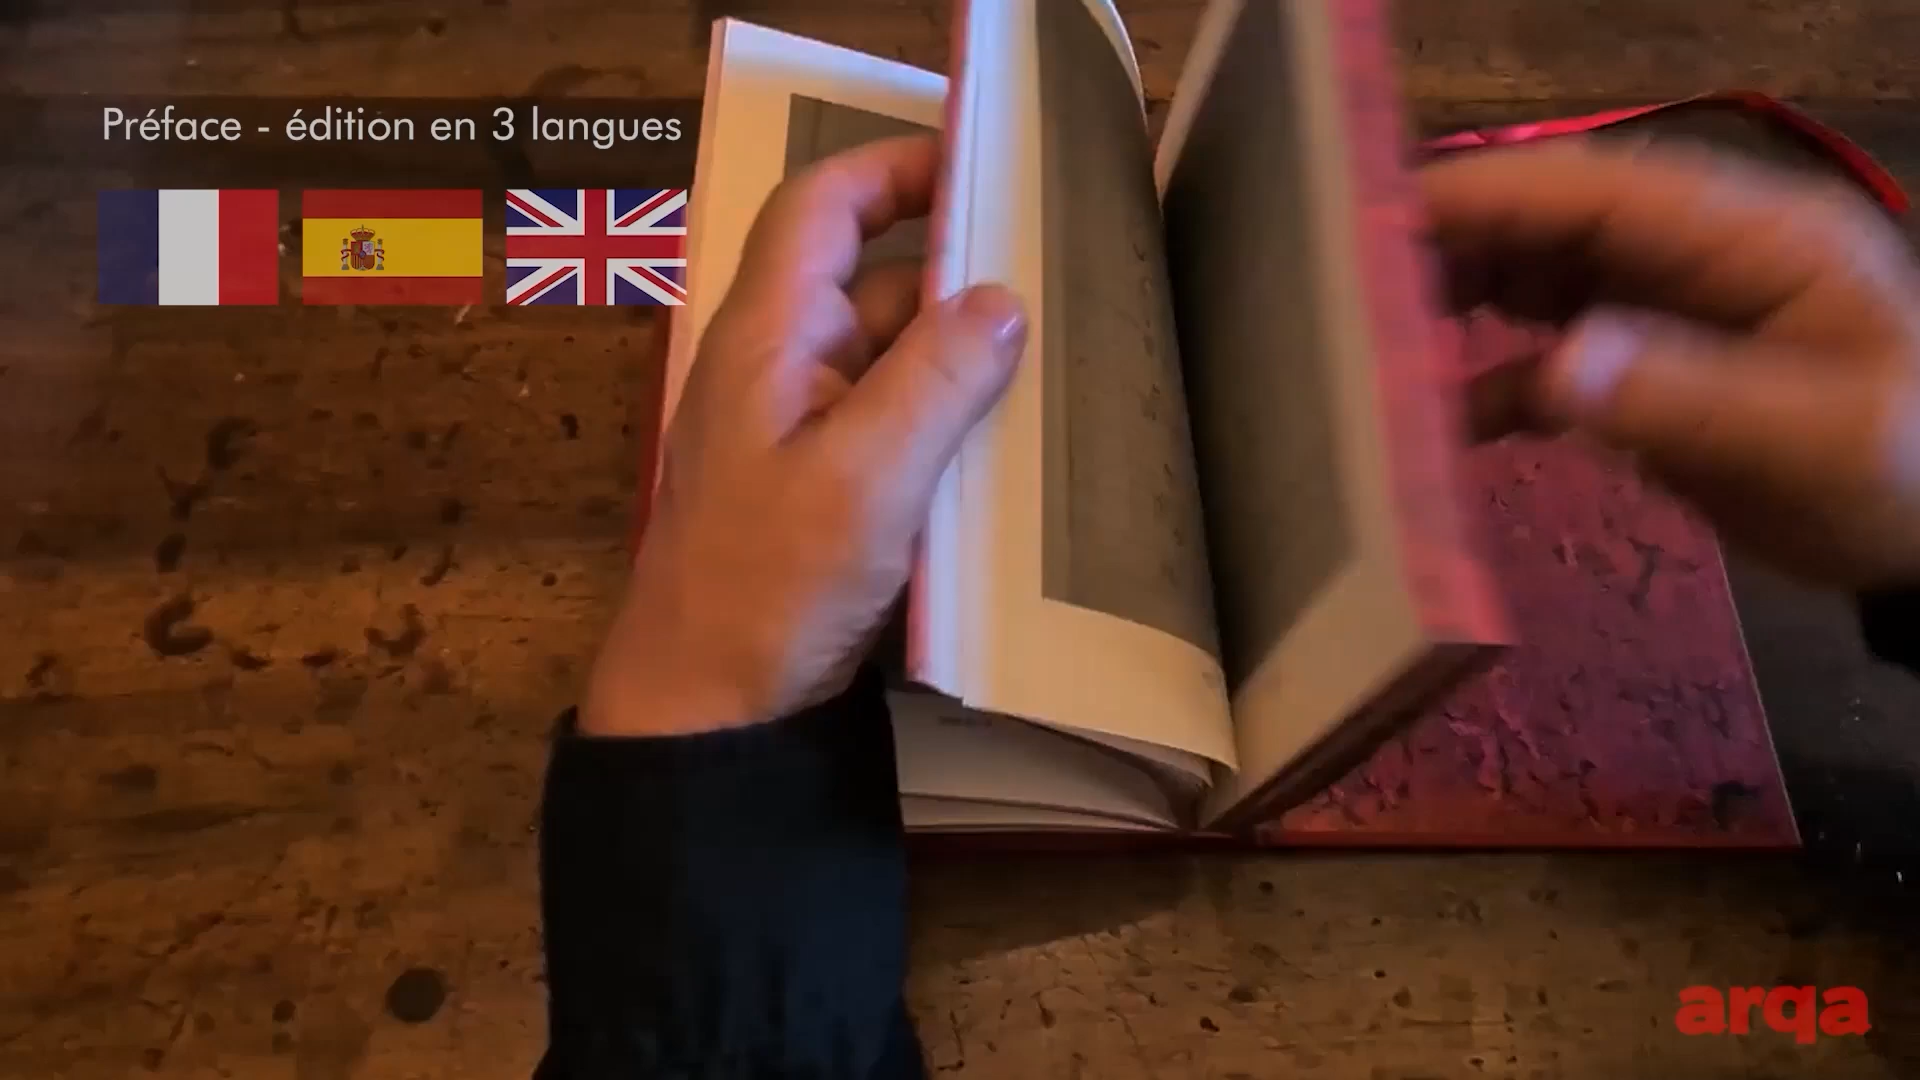 Préface - édition en 3 langues
arqa